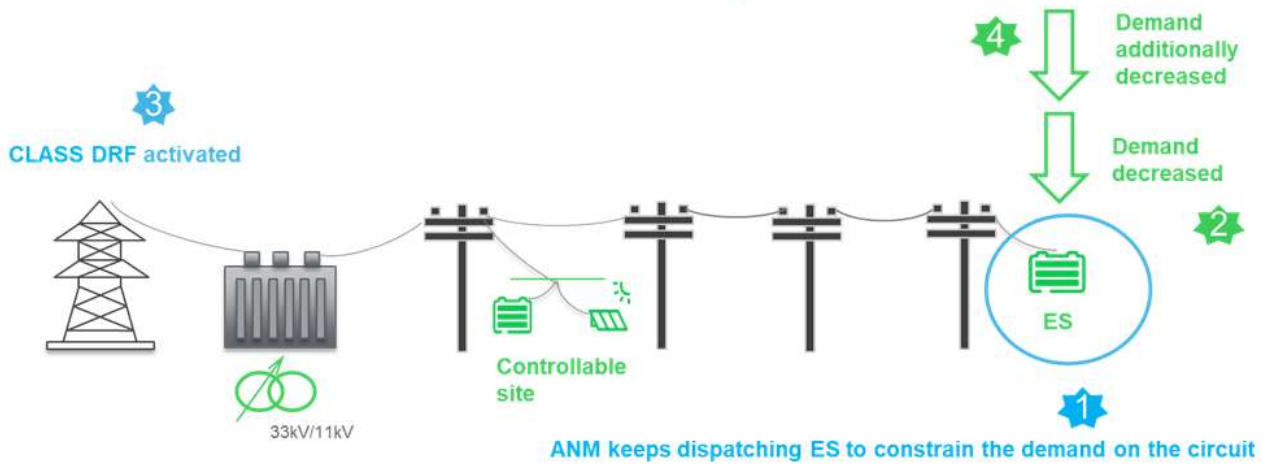 4
Demand
additionally
decreased
3
CLASS DRF activated
Demand
decreased
2
ES
Controllable
site
33kV/11kV
1
ANM keeps dispatching ES to constrain the demand on the circuit